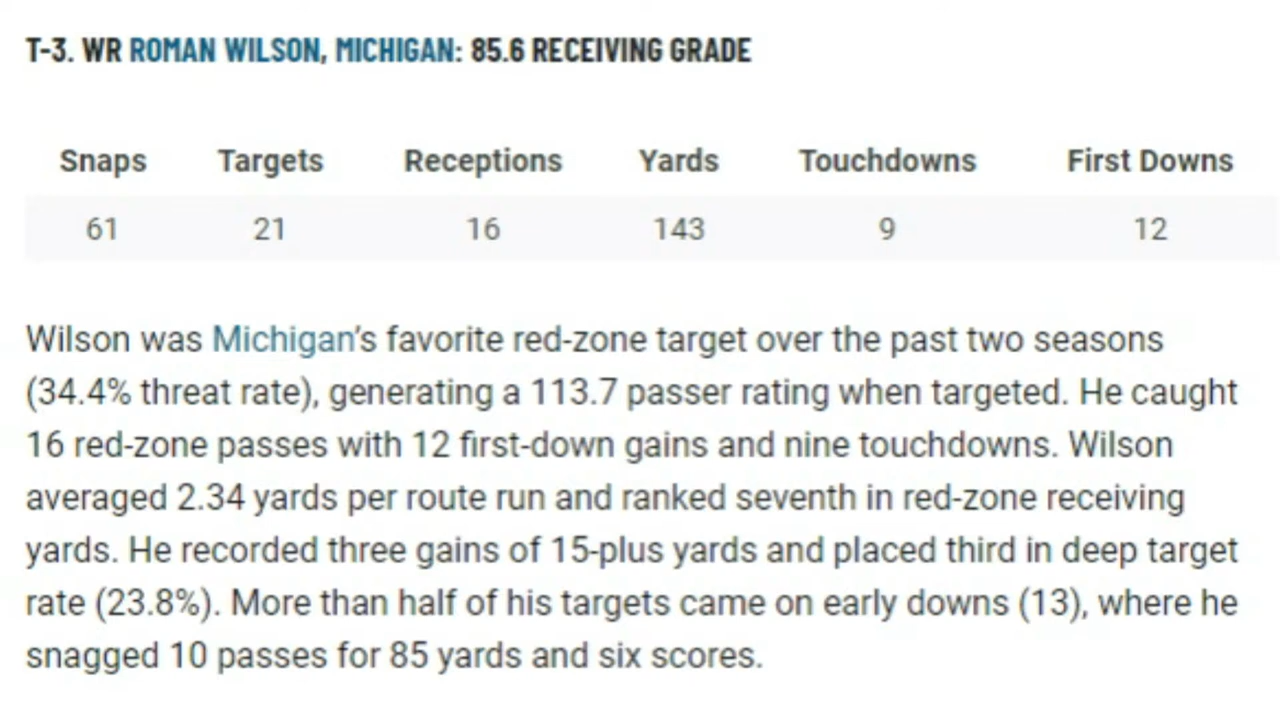 T-3. WR ROMAN WILSON, MICHIGAN: 85.6 RECEIVING GRADE
Snaps Targets Receptions Yards Touchdowns First Downs
61 21 16 143 9 12
Wilson was Michigan's favorite red-zone target over the past two seasons
(34.4% threat rate), generating a 113.7 passer rating when targeted. He caught
16 red-zone passes with 12 first-down gains and nine touchdowns. Wilson
averaged 2.34 yards per route run and ranked seventh in red-zone receiving
yards. He recorded three gains of 15-plus yards and placed third in deep target
rate (23.8%). More than half of his targets came on early downs (13), where he
snagged 10 passes for 85 yards and six scores.